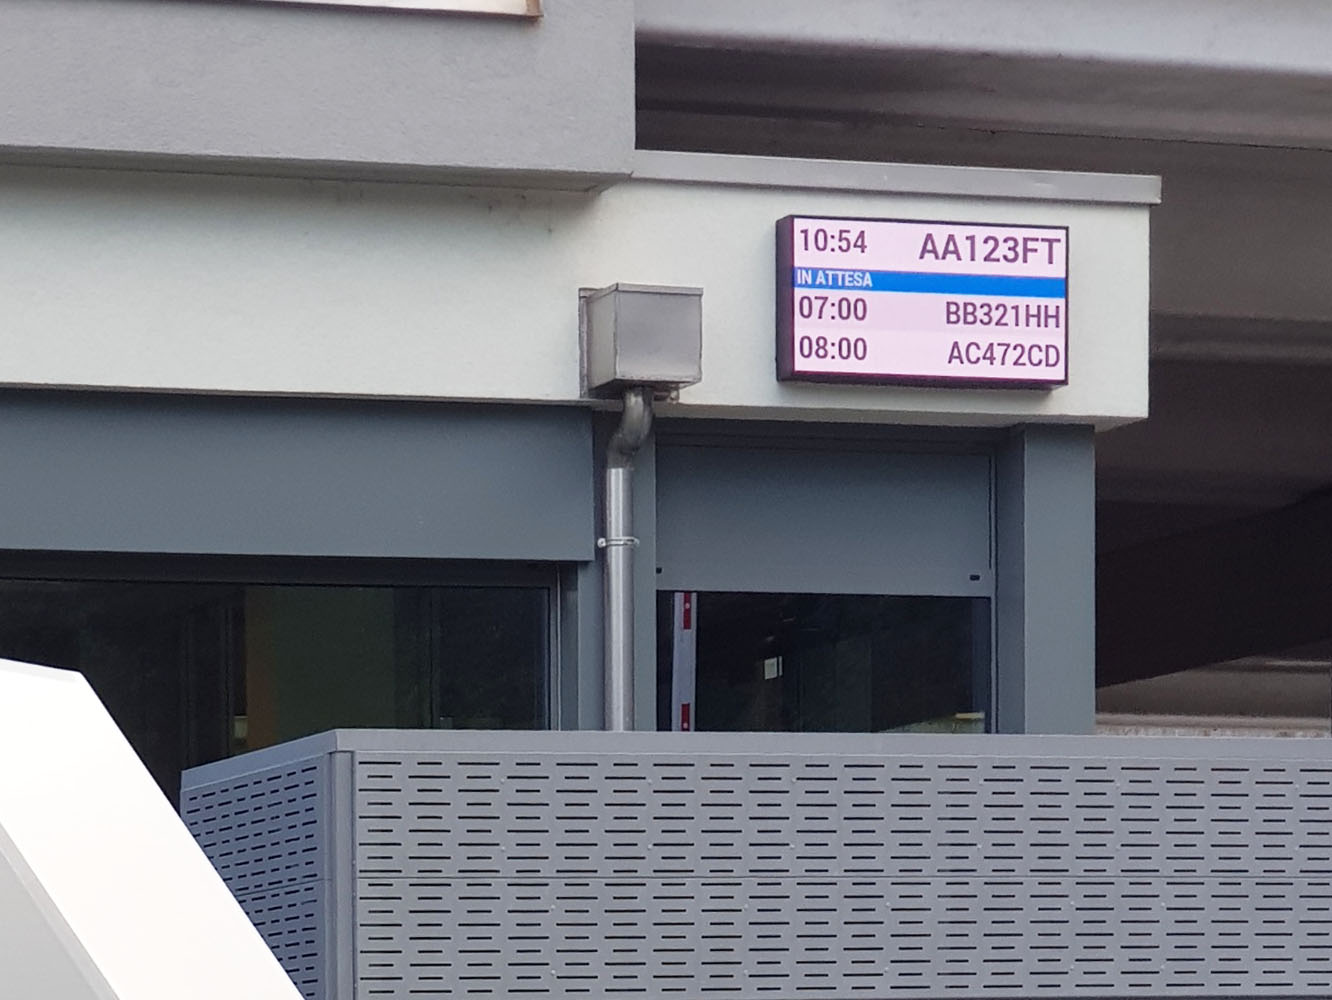 10:54 AA123FT
IN ATTESA
07:00 BB321HH
08:00 AC472CD